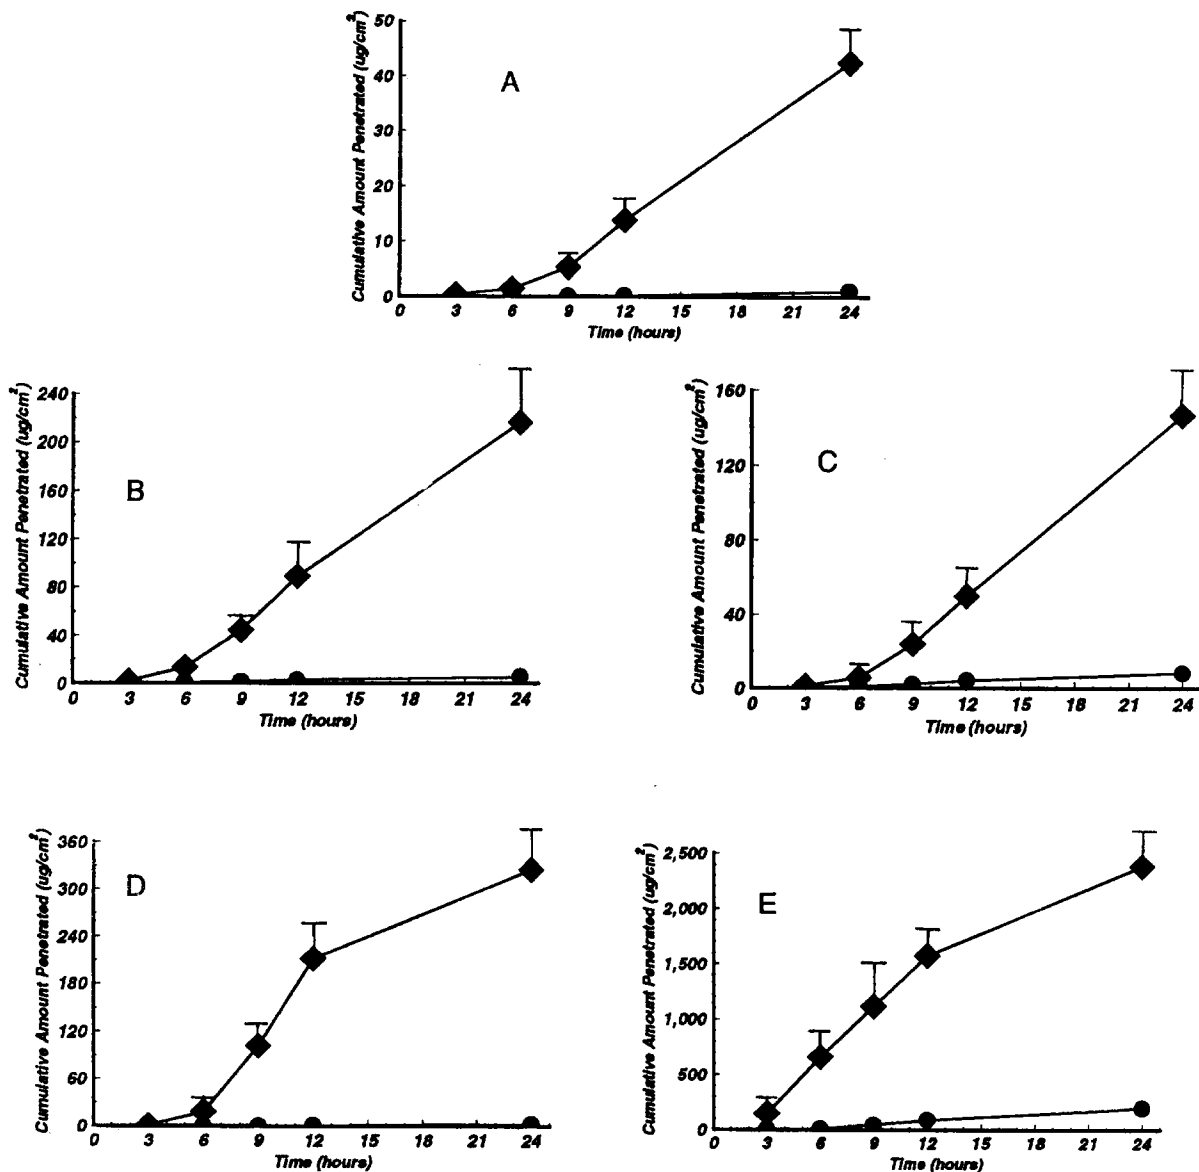 Cumulative Amount Penetrated (ug/cm²)
50
40
30
20
10
0
A
0 3 6 9 12 15 18 21 24
Time (hours)
Cumulative Amount Penetrated (ug/cm²)
240
200
160
120
80
40
0
B
0 3 6 9 12 15 18 21 24
Time (hours)
Cumulative Amount Penetrated (ug/cm²)
160
120
80
40
0
C
0 3 6 9 12 15 18 21 24
Time (hours)
Cumulative Amount Penetrated (ug/cm²)
360
300
240
180
120
60
0
D
0 3 6 9 12 15 18 21 24
Time (hours)
Cumulative Amount Penetrated (ug/cm²)
2,500
2,000
1,500
1,000
500
0
E
0 3 6 9 12 15 18 21 24
Time (hours)